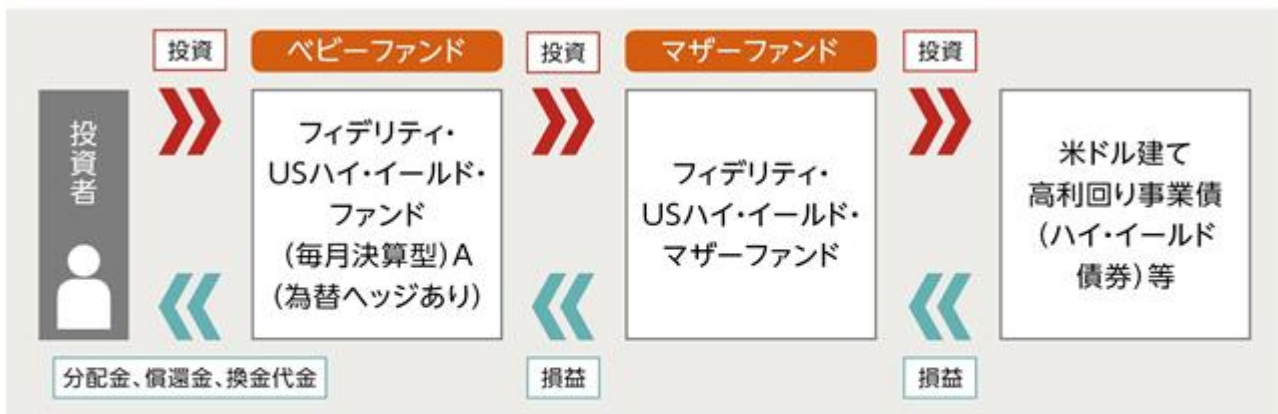 投資
ベビーファンド
投資
マザーファンド
投資
投資者
フィデリティ・
USハイ・イールド・
ファンド
(毎月決算型)A
(為替ヘッジあり)
フィデリティ・
USハイ・イールド・
マザーファンド
米ドル建て
高利回り事業債
(ハイ・イールド
債券)等
分配金、償還金、換金代金
損益
損益